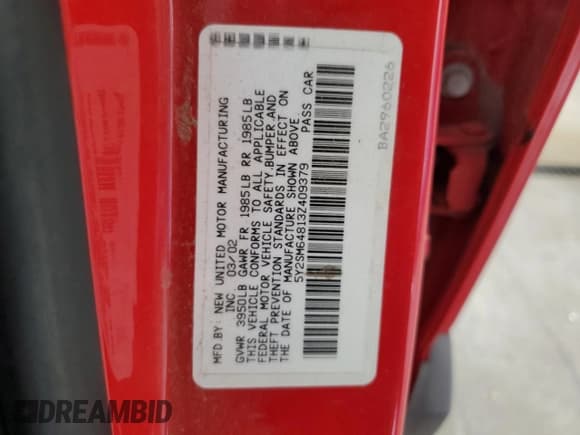 MFD.BY: NEW UNITED MOTOR MANUFACTURING
INC 03/02
GVWR 3950LB GAWR FR 1985LB RR 1985LB
THIS VEHICLE CONFORMS TO ALL APPLICABLE
FEDERAL MOTOR VEHICLE SAFETY,BUMPER,AND
THEFT PREVENTION STANDARDS IN EFFECT ON
THE DATE OF MANUFACTURE SHOWN ABOVE.
5Y2SM64813Z409379 PASS CAR
BA2960226
DREAMBID